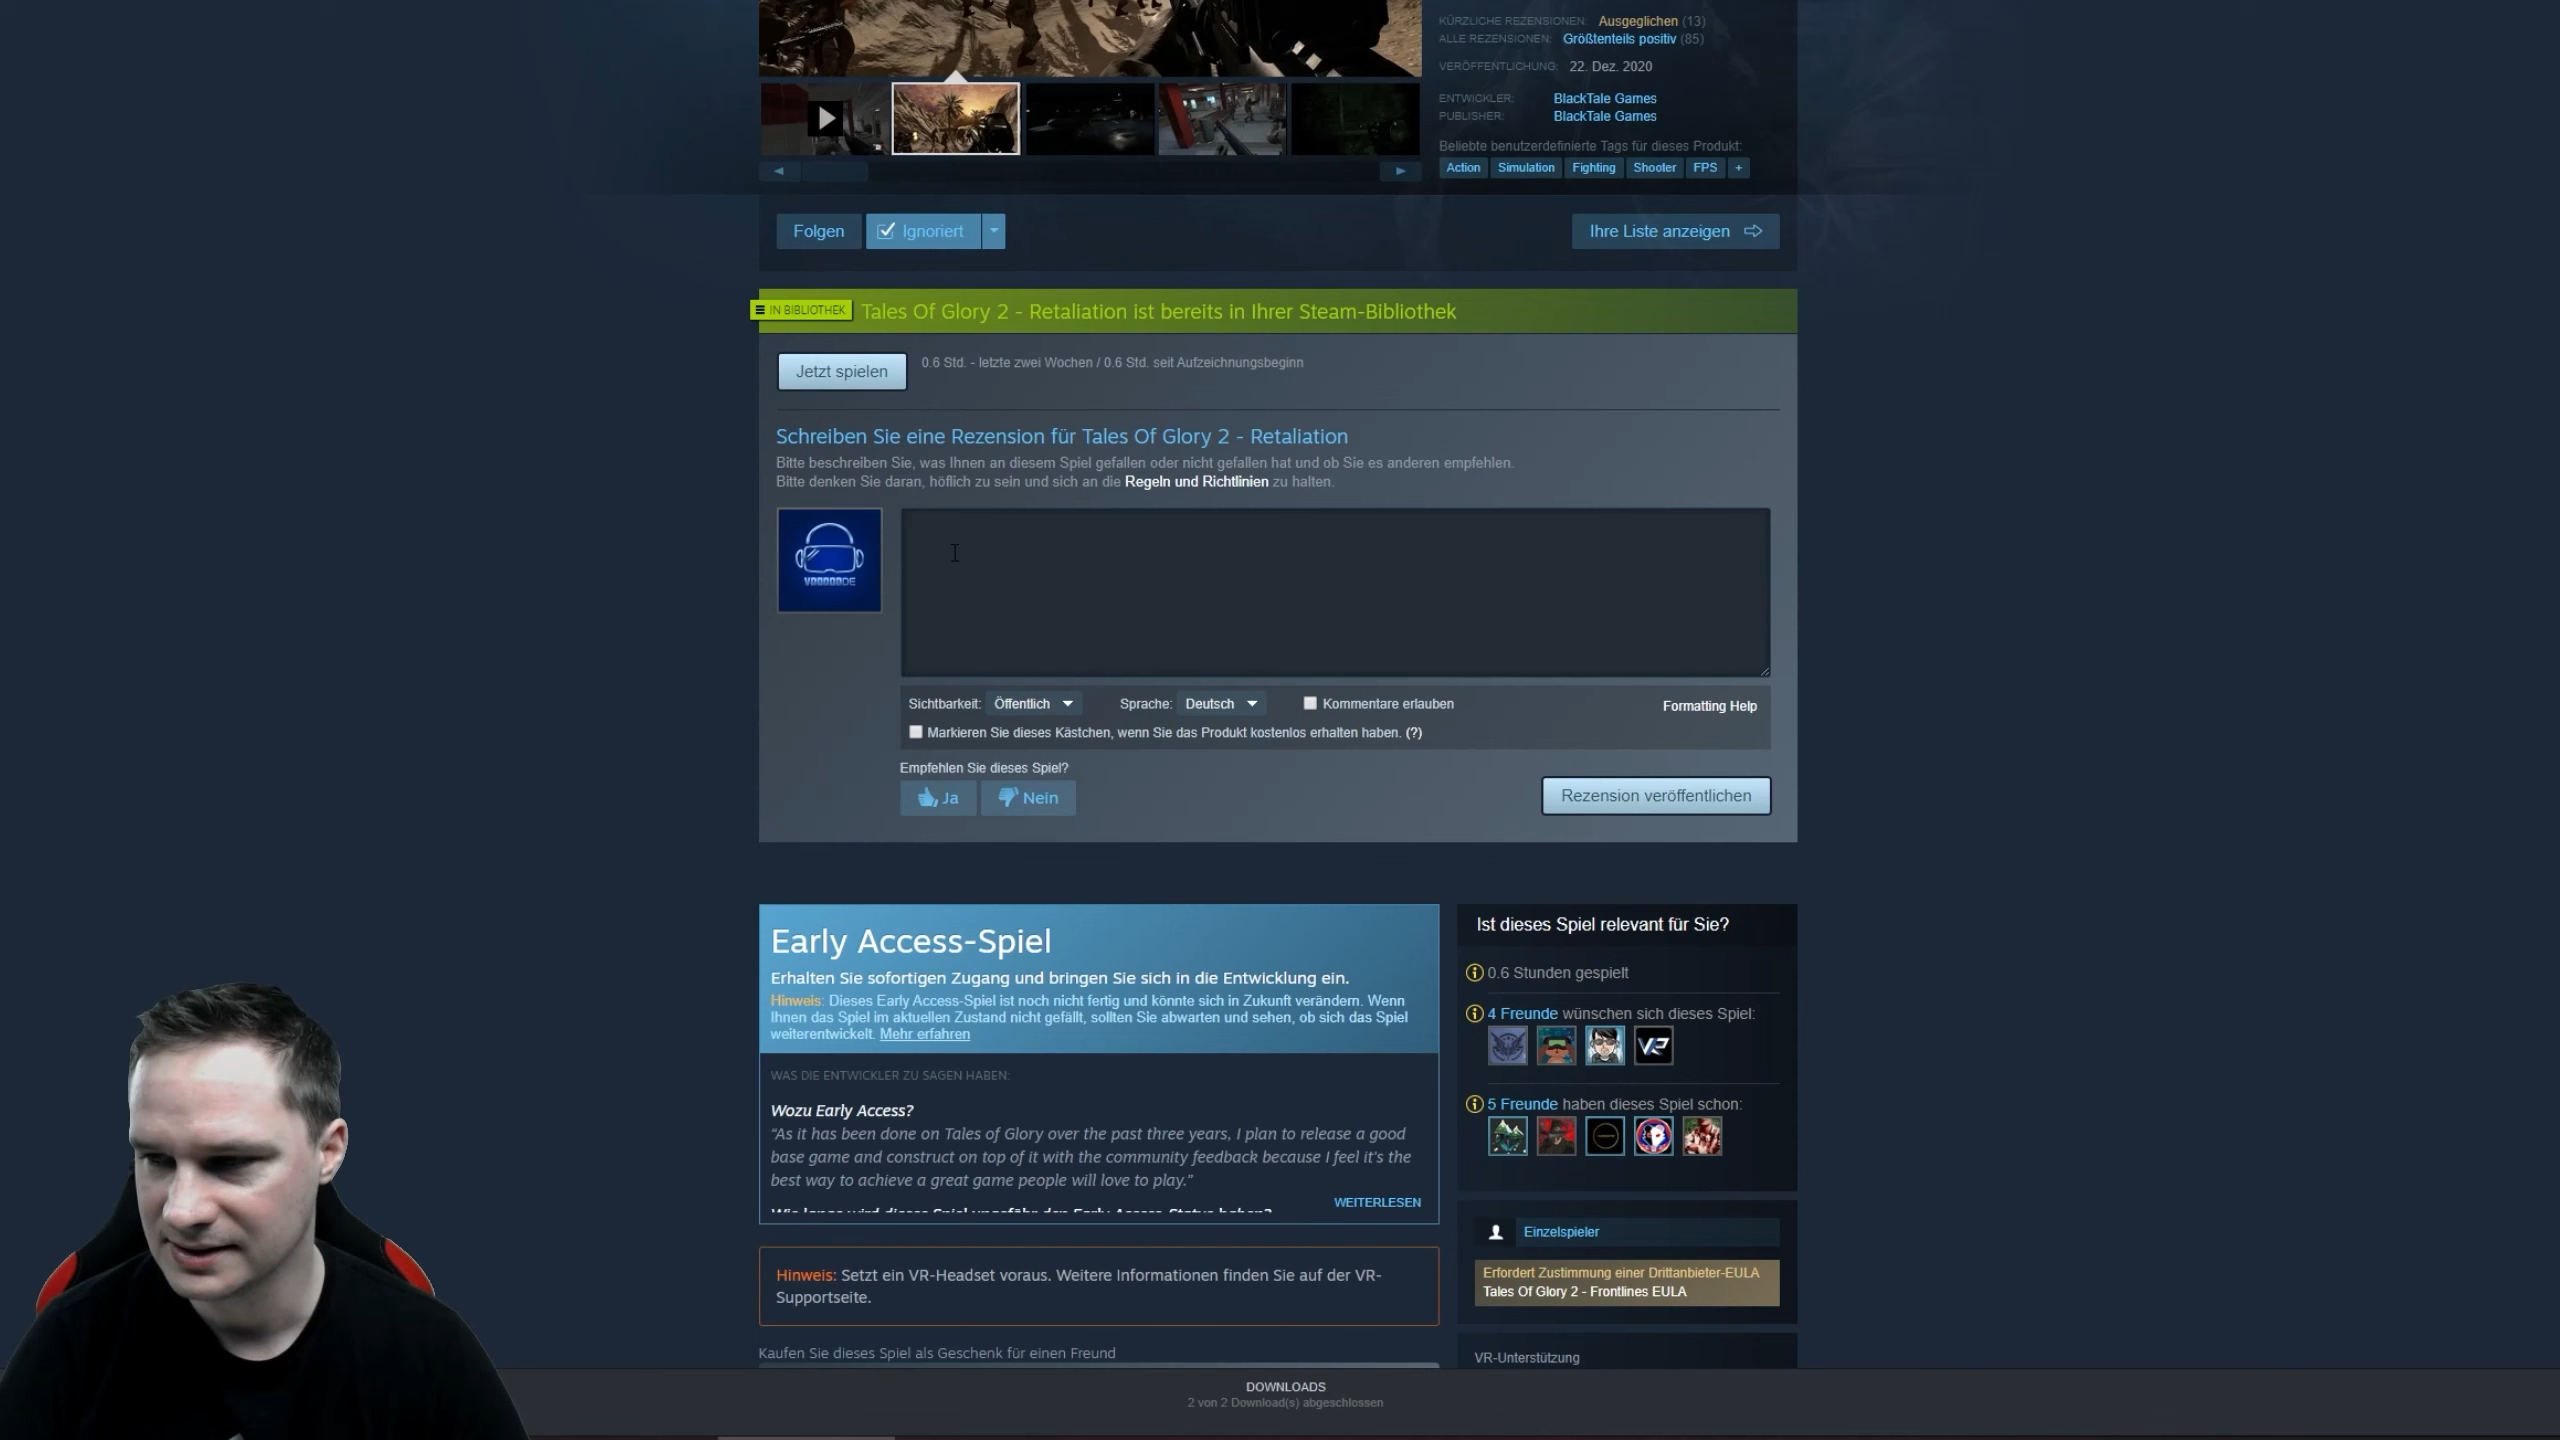 KÜRZLICHE REZENSIONEN: Ausgeglichen (13)
ALLE REZENSIONEN: Größtenteils positiv (85)
VERÖFFENTLICHUNG: 22. Dez. 2020
ENTWICKLER: BlackTale Games
PUBLISHER: BlackTale Games
Beliebte benutzerdefinierte Tags für dieses Produkt:
Action Simulation Fighting Shooter FPS +
Folgen Ignoriert Ihre Liste anzeigen
IN BIBLIOTHEK Tales Of Glory 2 - Retaliation ist bereits in Ihrer Steam-Bibliothek
Jetzt spielen 0.6 Std. - letzte zwei Wochen / 0.6 Std. seit Aufzeichnungsbeginn
Schreiben Sie eine Rezension für Tales Of Glory 2 - Retaliation
Bitte beschreiben Sie, was Ihnen an diesem Spiel gefallen oder nicht gefallen hat und ob Sie es anderen empfehlen.
Bitte denken Sie daran, höflich zu sein und sich an die Regeln und Richtlinien zu halten.
Sichtbarkeit: Öffentlich Sprache: Deutsch Kommentare erlauben Formatting Help
Markieren Sie dieses Kästchen, wenn Sie das Produkt kostenlos erhalten haben. (?)
Empfehlen Sie dieses Spiel?
Ja Nein Rezension veröffentlichen
Early Access-Spiel
Erhalten Sie sofortigen Zugang und bringen Sie sich in die Entwicklung ein.
Hinweis: Dieses Early Access-Spiel ist noch nicht fertig und könnte sich in Zukunft verändern. Wenn
Ihnen das Spiel im aktuellen Zustand nicht gefällt, sollten Sie abwarten und sehen, ob sich das Spiel
weiterentwickelt. Mehr erfahren
WAS DIE ENTWICKLER ZU SAGEN HABEN:
Wozu Early Access?
“As it has been done on Tales of Glory over the past three years, I plan to release a good
base game and construct on top of it with the community feedback because I feel it's the
best way to achieve a great game people will love to play.”
WEITERLESEN
Wie lange wird dieses Spiel ungefähr den Early Access-Status haben?
Hinweis: Setzt ein VR-Headset voraus. Weitere Informationen finden Sie auf der VR-
Supportseite.
Kaufen Sie dieses Spiel als Geschenk für einen Freund
Ist dieses Spiel relevant für Sie?
0.6 Stunden gespielt
4 Freunde wünschen sich dieses Spiel:
5 Freunde haben dieses Spiel schon:
Einzelspieler
Erfordert Zustimmung einer Drittanbieter-EULA
Tales Of Glory 2 - Frontlines EULA
VR-Unterstützung
DOWNLOADS
2 von 2 Download(s) abgeschlossen